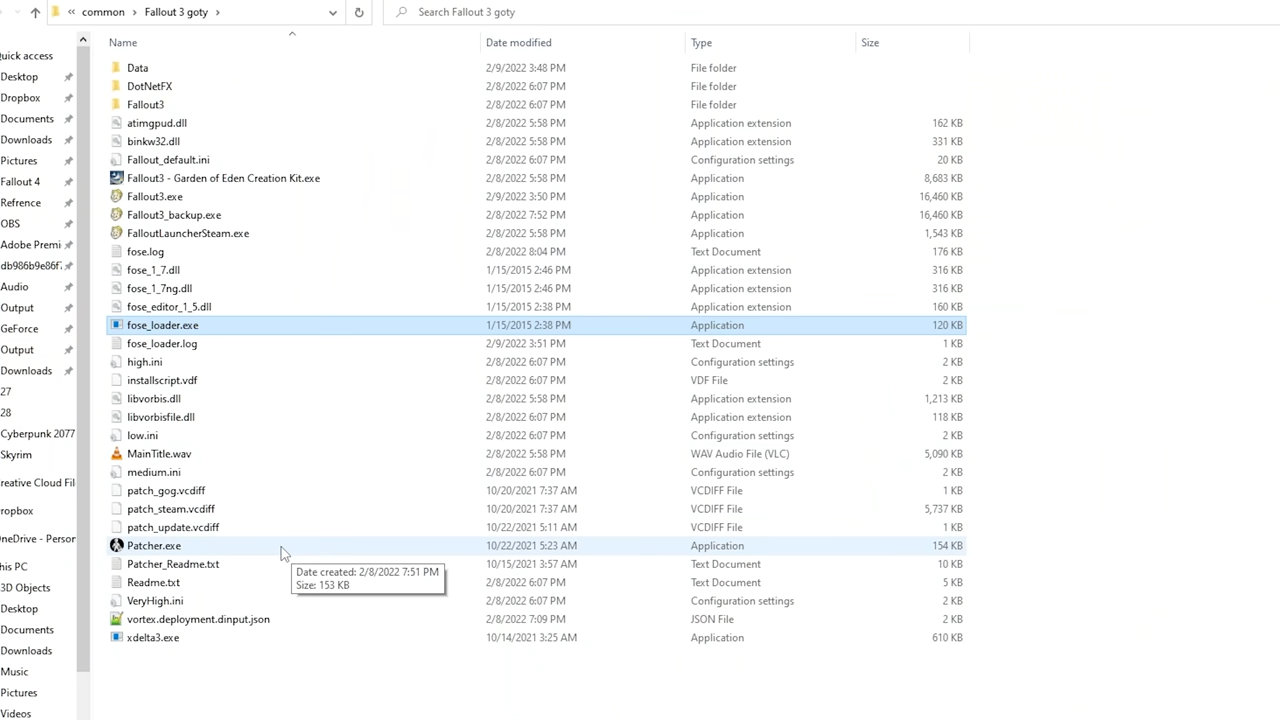 « common › Fallout 3 goty ›
Search Fallout 3 goty
Name Date modified Type Size
Data 2/9/2022 3:48 PM File folder
DotNetFX 2/8/2022 6:07 PM File folder
Fallout3 2/8/2022 6:07 PM File folder
atimgpud.dll 2/8/2022 5:58 PM Application extension 162 KB
binkw32.dll 2/8/2022 5:58 PM Application extension 331 KB
Fallout_default.ini 2/8/2022 6:07 PM Configuration settings 20 KB
Fallout3 - Garden of Eden Creation Kit.exe 2/8/2022 5:58 PM Application 8,683 KB
Fallout3.exe 2/9/2022 3:50 PM Application 16,460 KB
Fallout3_backup.exe 2/8/2022 7:52 PM Application 16,460 KB
FalloutLauncherSteam.exe 2/8/2022 5:58 PM Application 1,543 KB
fose.log 2/8/2022 8:04 PM Text Document 176 KB
fose_1_7.dll 1/15/2015 2:46 PM Application extension 316 KB
fose_1_7ng.dll 1/15/2015 2:46 PM Application extension 316 KB
fose_editor_1_5.dll 1/15/2015 2:38 PM Application extension 160 KB
fose_loader.exe 1/15/2015 2:38 PM Application 120 KB
fose_loader.log 2/9/2022 3:51 PM Text Document 1 KB
high.ini 2/8/2022 6:07 PM Configuration settings 2 KB
installscript.vdf 2/8/2022 6:07 PM VDF File 2 KB
libvorbis.dll 2/8/2022 5:58 PM Application extension 1,213 KB
libvorbisfile.dll 2/8/2022 5:58 PM Application extension 118 KB
low.ini 2/8/2022 6:07 PM Configuration settings 2 KB
MainTitle.wav 2/8/2022 5:58 PM WAV Audio File (VLC) 5,090 KB
medium.ini 2/8/2022 6:07 PM Configuration settings 2 KB
patch_gog.vcdiff 10/20/2021 7:37 AM VCDIFF File 1 KB
patch_steam.vcdiff 10/20/2021 7:37 AM VCDIFF File 5,737 KB
patch_update.vcdiff 10/22/2021 5:11 AM VCDIFF File 1 KB
Patcher.exe 10/22/2021 5:23 AM Application 154 KB
Patcher_Readme.txt 10/15/2021 3:57 AM Text Document 10 KB
Readme.txt 2/8/2022 6:07 PM Text Document 5 KB
VeryHigh.ini 2/8/2022 6:07 PM Configuration settings 2 KB
vortex.deployment.dinput.json 2/8/2022 7:09 PM JSON File 2 KB
xdelta3.exe 10/14/2021 3:25 AM Application 610 KB
Date created: 2/8/2022 7:51 PM
Size: 153 KB
uick access
Desktop
Dropbox
Documents
Downloads
Pictures
Fallout 4
Refrence
OBS
Adobe Premi
db986b9e86f7
Audio
Output
GeForce
Output
Downloads
27
28
Cyberpunk 2077
Skyrim
reative Cloud Fil
ropbox
neDrive - Person
his PC
3D Objects
Desktop
Documents
Downloads
Music
Pictures
Videos